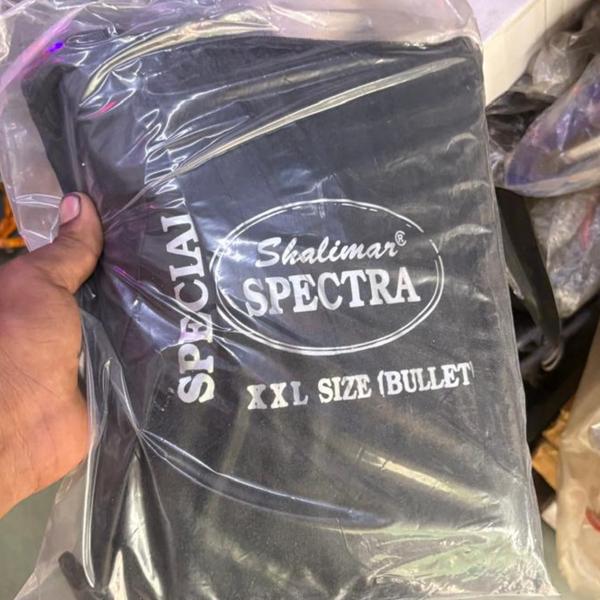 SPECIAL
Shalimar®
SPECTRA
XXL SIZE (BULLET